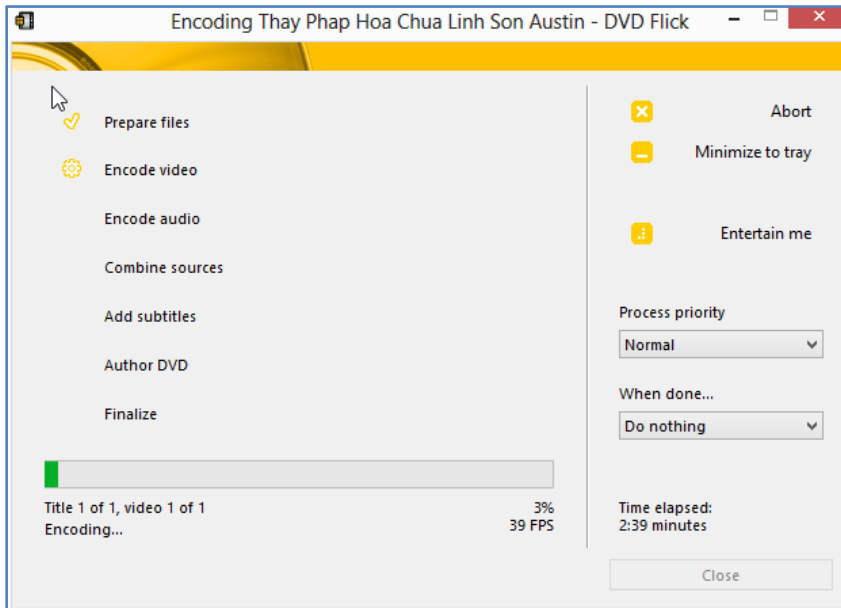 Encoding Thay Phap Hoa Chua Linh Son Austin - DVD Flick
Prepare files
Encode video
Encode audio
Combine sources
Add subtitles
Author DVD
Finalize
Title 1 of 1, video 1 of 1
3%
Encoding...
39 FPS
Abort
Minimize to tray
Entertain me
Process priority
Normal
When done...
Do nothing
Time elapsed:
2:39 minutes
Close